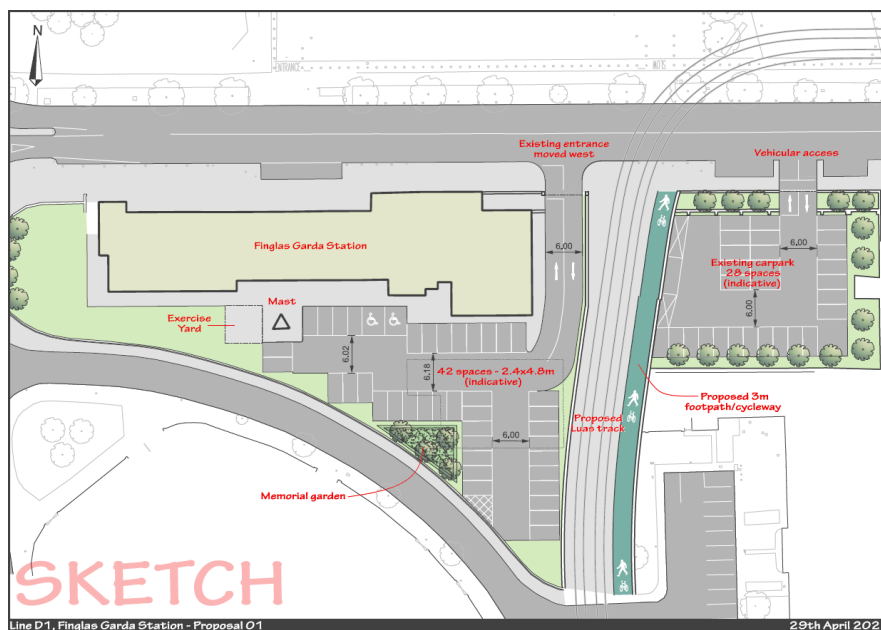 N
ENTRANCE
Existing entrance
moved west
Vehicular access
Finglas Garda Station
6.00
6.00
Existing carpark
28 spaces
(indicative)
Mast
Exercise
Yard
6.00
6.02
6.18
42 spaces - 2.4x4.8m
(indicative)
Proposed 3m
footpath/cycleway
Proposed
Luas track
6.00
Memorial garden
SKETCH
Line D1, Finglas Garda Station - Proposal 01
29th April 202